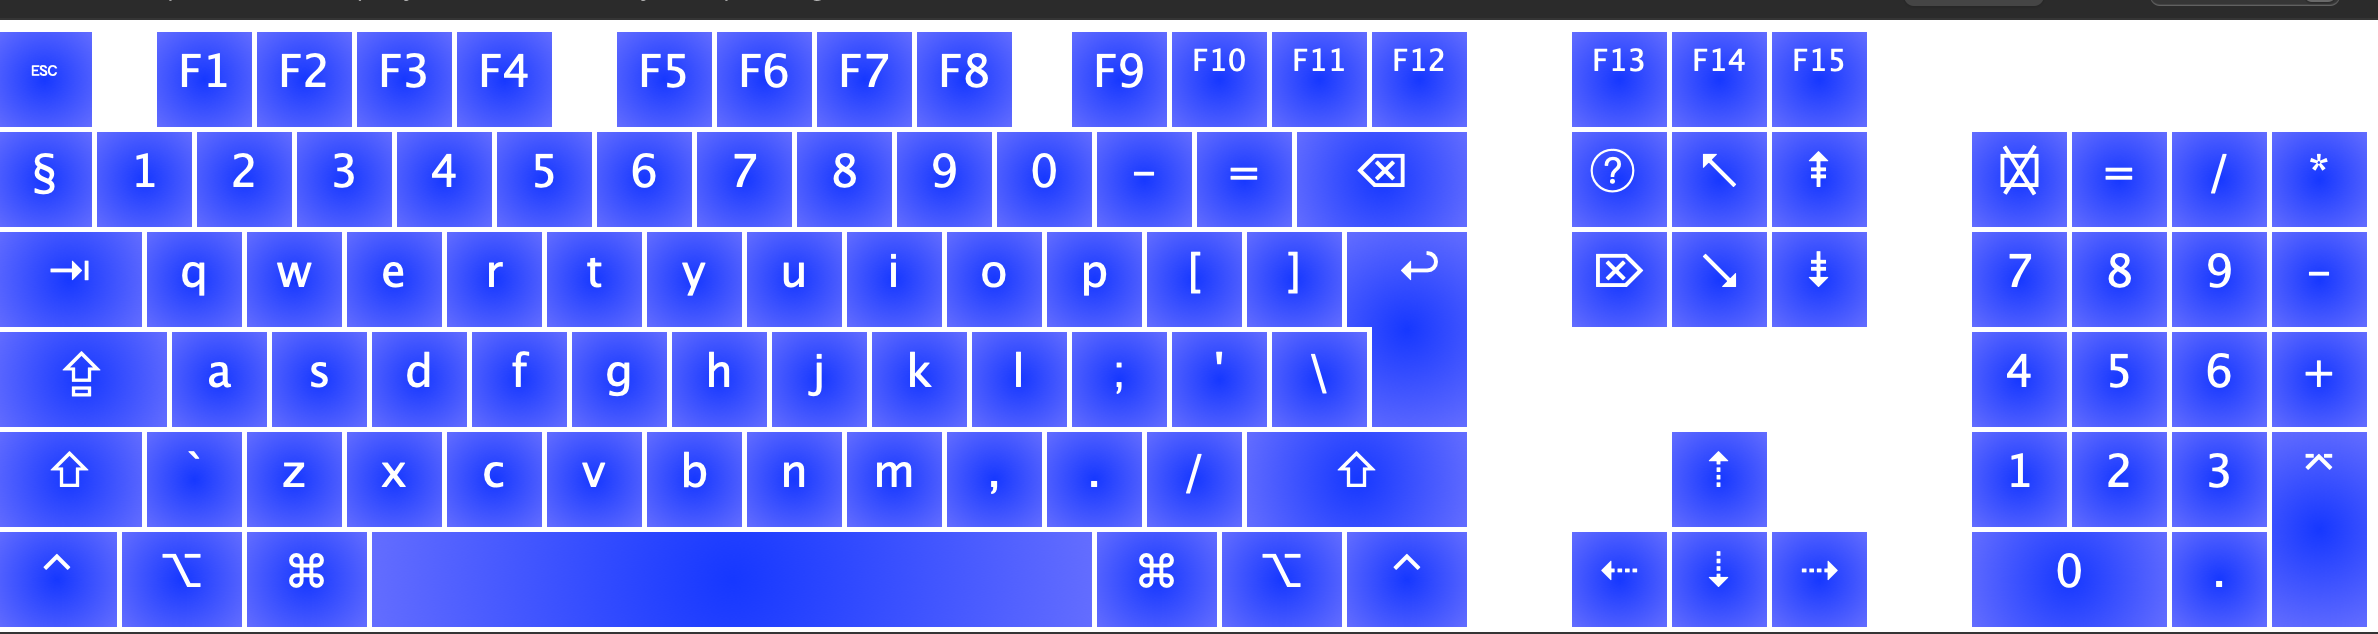 ESC F1 F2 F3 F4 F5 F6 F7 F8 F9 F10 F11 F12 F13 F14 F15
§ 1 2 3 4 5 6 7 8 9 0 - = ⌫ ? ↖ ⇞ ⌧ = / *
⇥ q w e r t y u i o p [ ] ↩ ⌦ ↘ ⇟ 7 8 9 -
⇪ a s d f g h j k l ; ' \ 4 5 6 +
⇧ ` z x c v b n m , . / ⇧ ⇡ 1 2 3 ⌤
⌃ ⌥ ⌘ ⌘ ⌥ ⌃ ⇠ ⇣ ⇢ 0 .